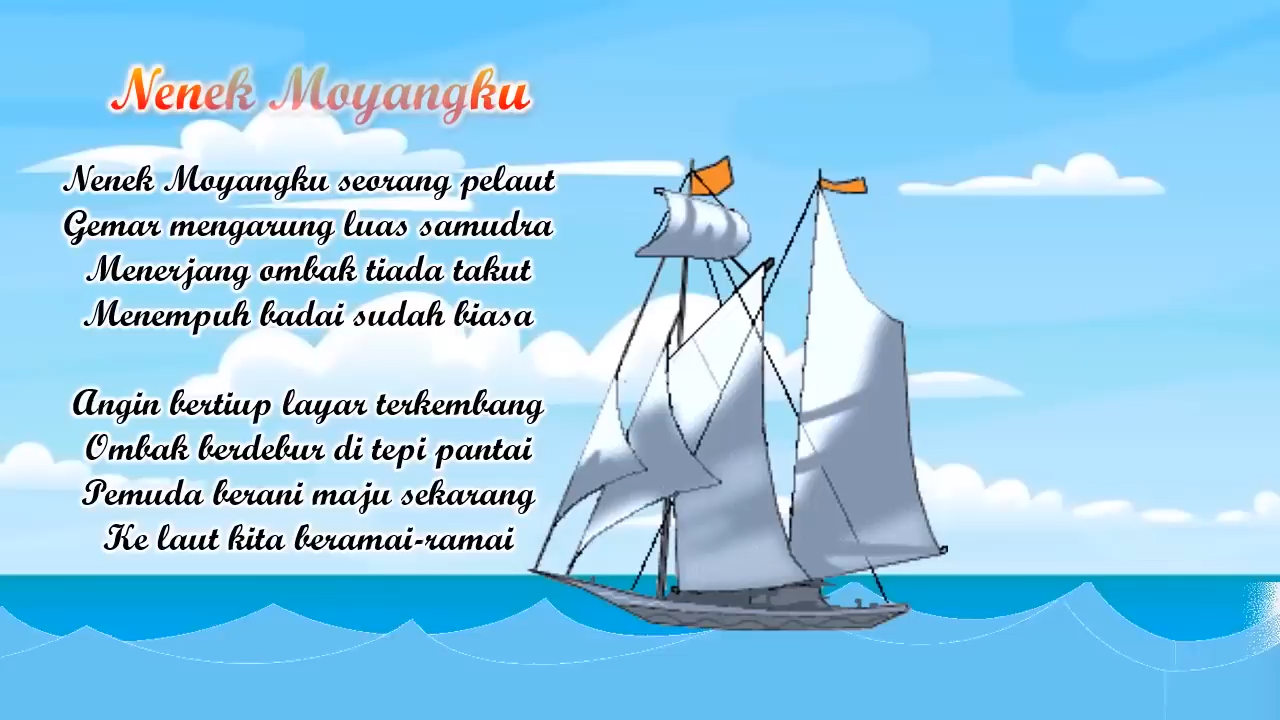 Nenek Moyangku
Nenek Moyangku seorang pelaut
Gemar mengarung luas samudra
Menerjang ombak tiada takut
Menempuh badai sudah biasa
Angin bertiup layar terkembang
Ombak berdebur di tepi pantai
Pemuda berani maju sekarang
Ke laut kita beramai-ramai